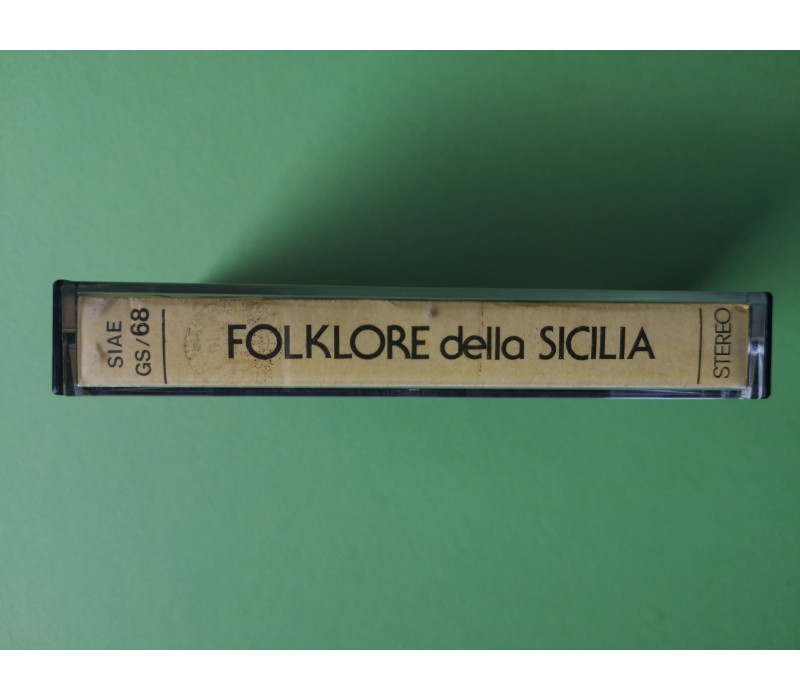 SIAE
GS/68
FOLKLORE della SICILIA
STEREO